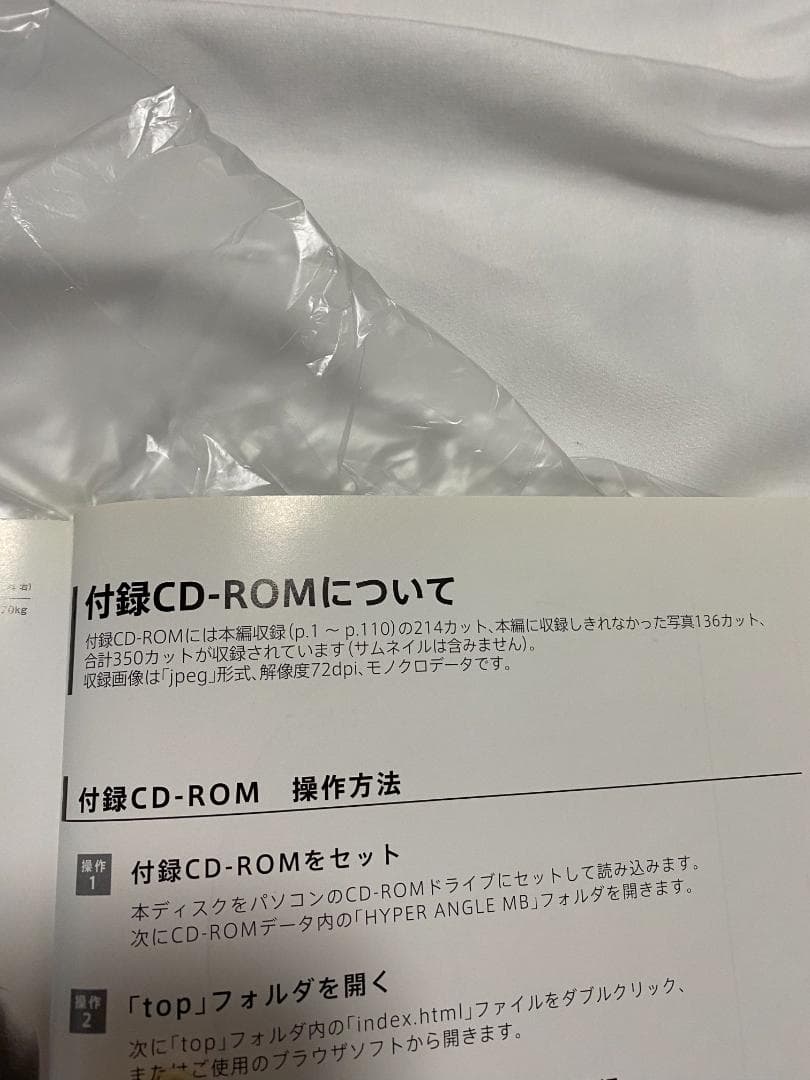 70kg
付録CD-ROMについて
付録CD-ROMには本編収録(p.1 ～ p.110)の214カット、本編に収録しきれなかった写真136カット、
合計350カットが収録されています(サムネイルは含みません)。
収録画像は「jpeg」形式、解像度72dpi、モノクロデータです。
付録CD-ROM　操作方法
操作
1
付録CD-ROMをセット
本ディスクをパソコンのCD-ROMドライブにセットして読み込みます。
次にCD-ROMデータ内の「HYPER ANGLE MB」フォルダを開きます。
操作
2
「top」フォルダを開く
次に「top」フォルダ内の「index.html」ファイルをダブルクリック、
またはご使用のブラウザソフトから開きます。